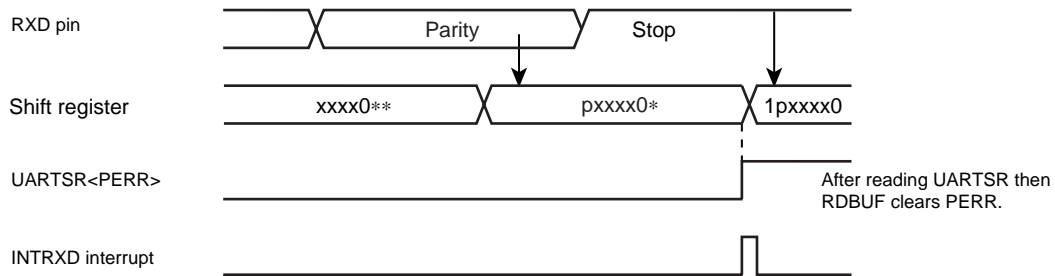 RXD pin
Parity
Stop
Shift register
xxxx0**
pxxxx0*
1pxxxx0
UARTSR<PERR>
After reading UARTSR then
RDBUF clears PERR.
INTRXD interrupt